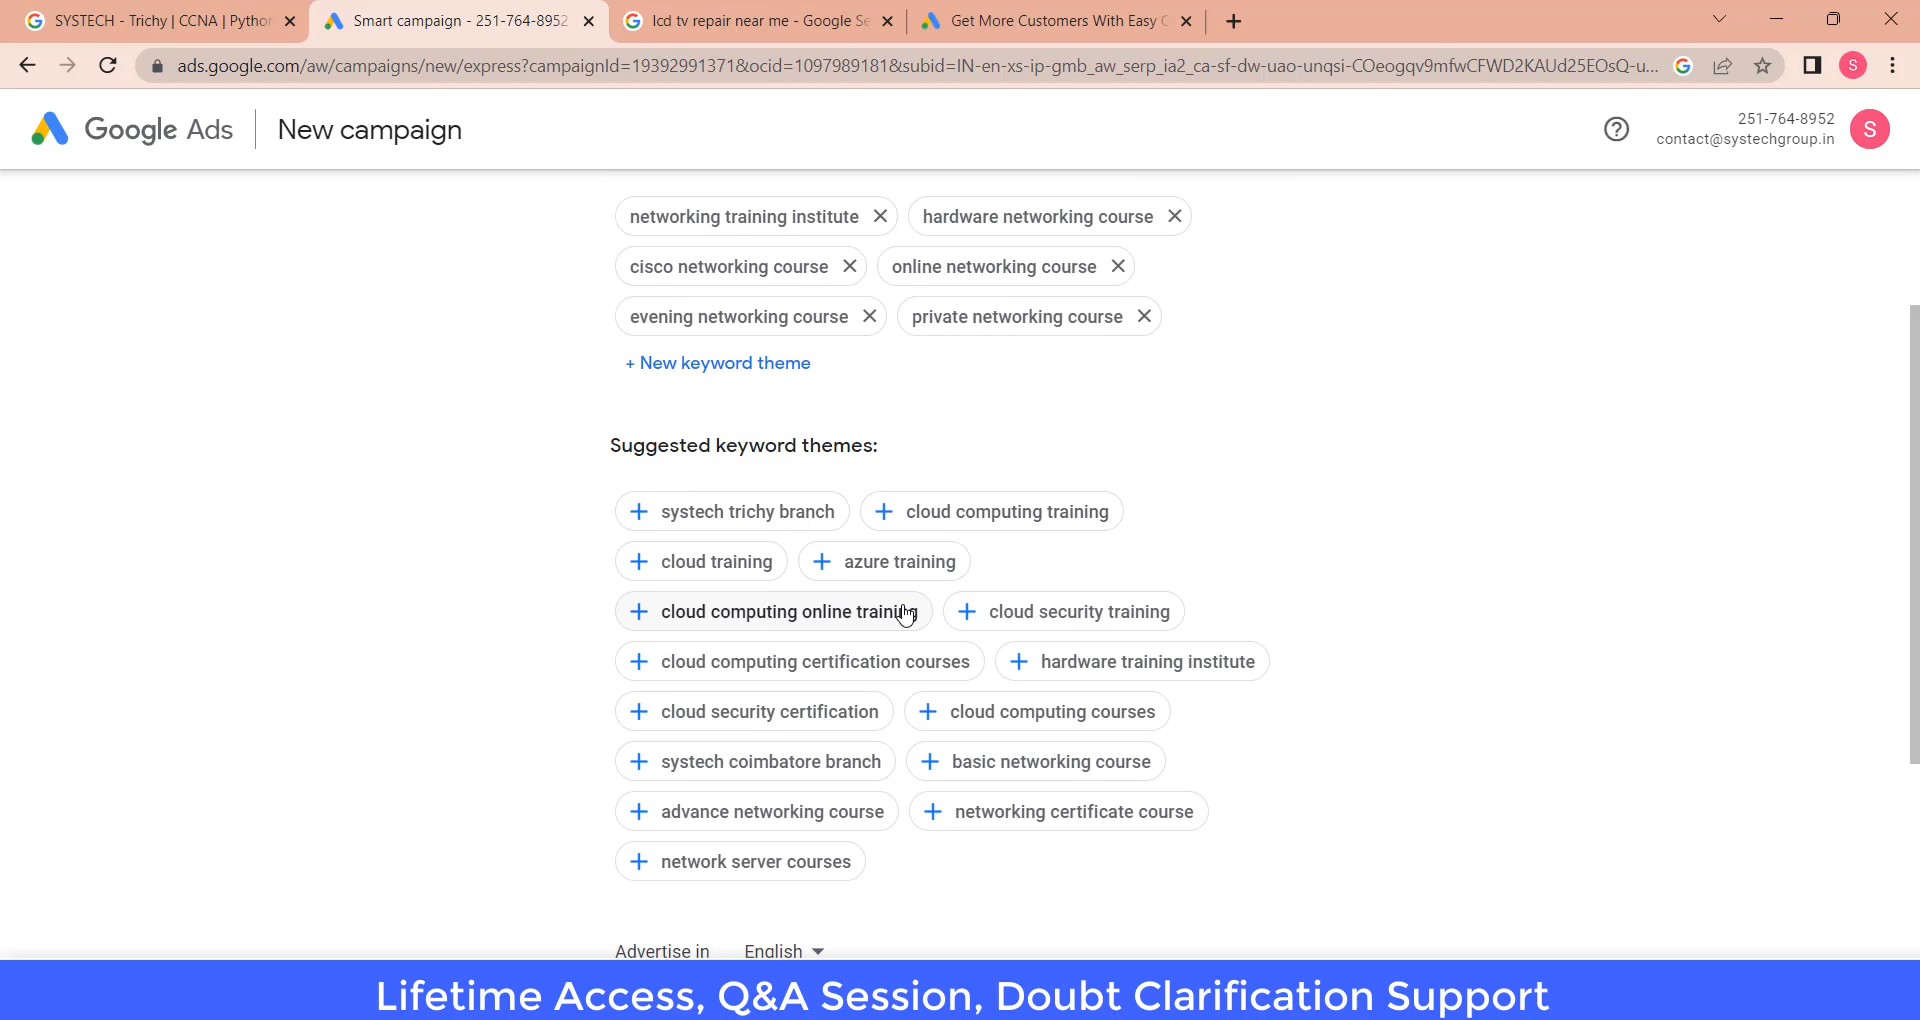 SYSTECH - Trichy | CCNA | Python
Smart campaign - 251-764-8952
lcd tv repair near me - Google Se
Get More Customers With Easy
ads.google.com/aw/campaigns/new/express?campaignId=19392991371&ocid=1097989181&subid=IN-en-xs-ip-gmb_aw_serp_ia2_ca-sf-dw-uao-unqsi-COeogqv9mfwCFWD2KAUd25EOsQ-u...
S
Google Ads
New campaign
251-764-8952
contact@systechgroup.in
S
networking training institute
hardware networking course
cisco networking course
online networking course
evening networking course
private networking course
+ New keyword theme
Suggested keyword themes:
+ systech trichy branch
+ cloud computing training
+ cloud training
+ azure training
+ cloud computing online training
+ cloud security training
+ cloud computing certification courses
+ hardware training institute
+ cloud security certification
+ cloud computing courses
+ systech coimbatore branch
+ basic networking course
+ advance networking course
+ networking certificate course
+ network server courses
Advertise in English
Lifetime Access, Q&A Session, Doubt Clarification Support